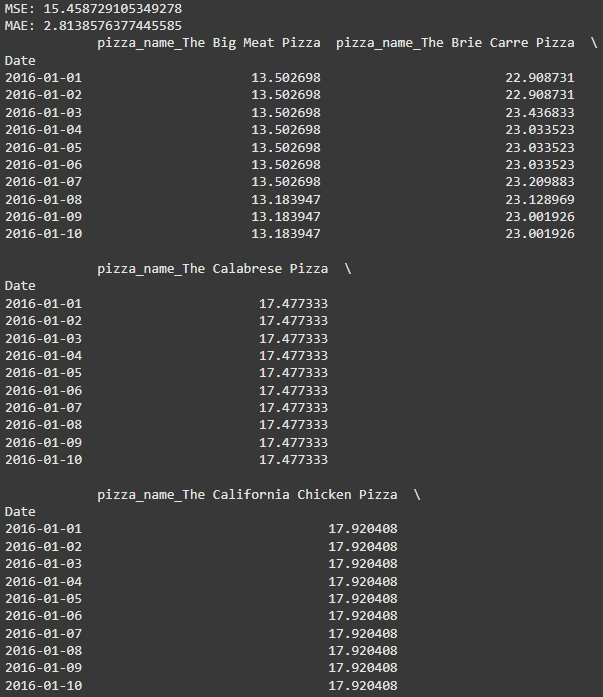 MSE: 15.458729105349278
MAE: 2.8138576377445585
pizza_name_The Big Meat Pizza  pizza_name_The Brie Carre Pizza  \
Date
2016-01-01 13.502698 22.908731
2016-01-02 13.502698 22.908731
2016-01-03 13.502698 23.436833
2016-01-04 13.502698 23.033523
2016-01-05 13.502698 23.033523
2016-01-06 13.502698 23.033523
2016-01-07 13.502698 23.209883
2016-01-08 13.183947 23.128969
2016-01-09 13.183947 23.001926
2016-01-10 13.183947 23.001926
pizza_name_The Calabrese Pizza  \
Date
2016-01-01 17.477333
2016-01-02 17.477333
2016-01-03 17.477333
2016-01-04 17.477333
2016-01-05 17.477333
2016-01-06 17.477333
2016-01-07 17.477333
2016-01-08 17.477333
2016-01-09 17.477333
2016-01-10 17.477333
pizza_name_The California Chicken Pizza  \
Date
2016-01-01 17.920408
2016-01-02 17.920408
2016-01-03 17.920408
2016-01-04 17.920408
2016-01-05 17.920408
2016-01-06 17.920408
2016-01-07 17.920408
2016-01-08 17.920408
2016-01-09 17.920408
2016-01-10 17.920408